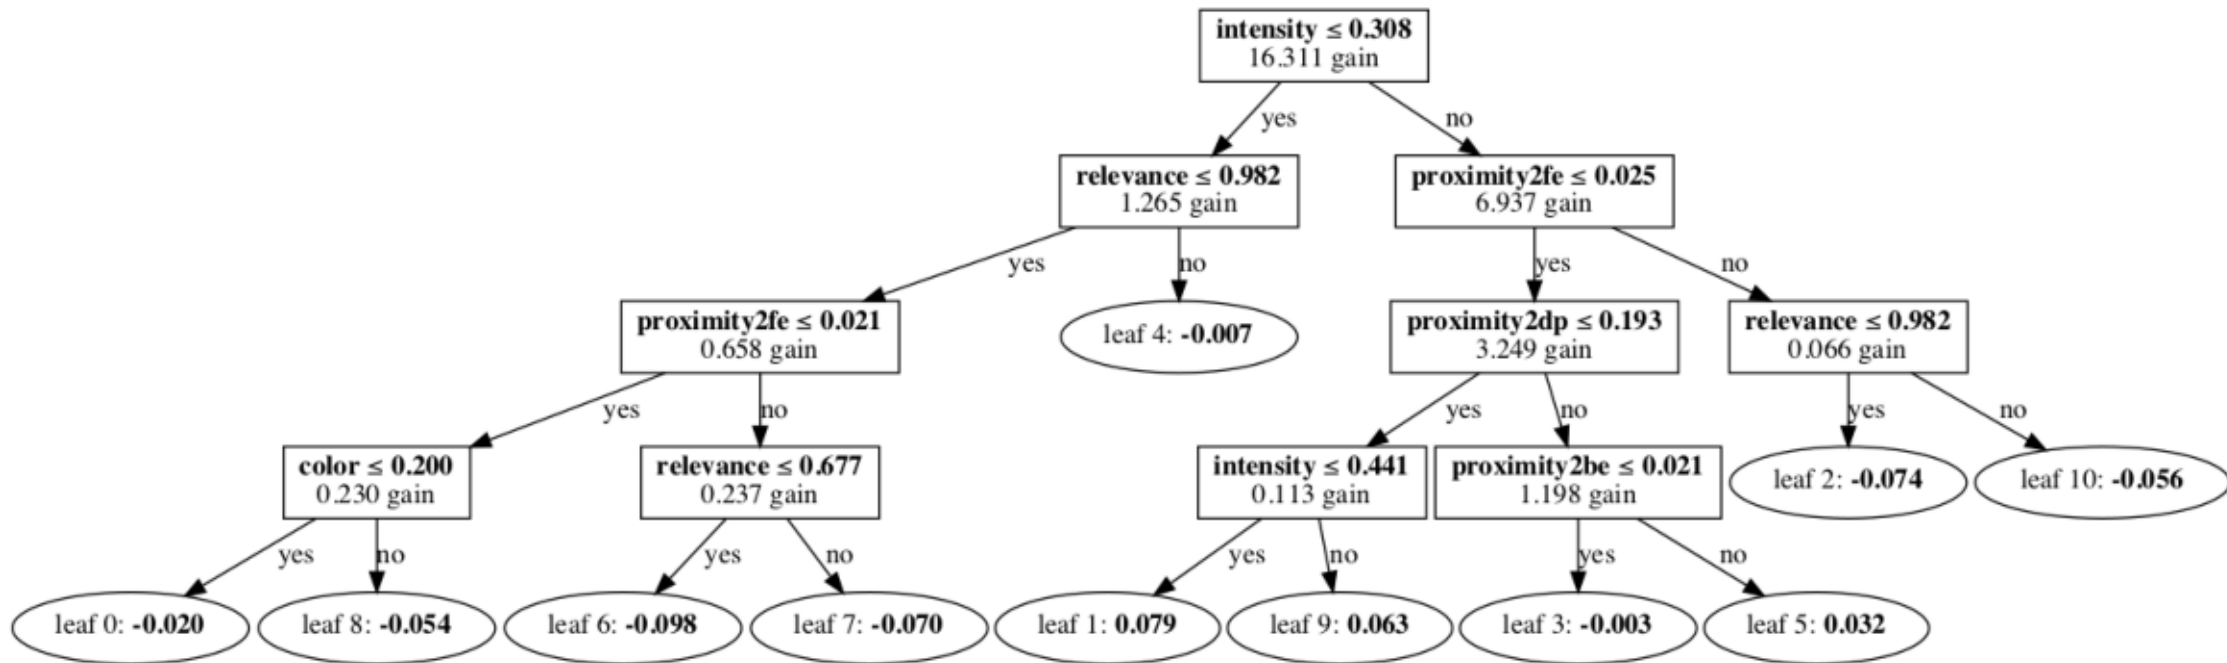 intensity ≤ 0.308
16.311 gain
yes
no
relevance ≤ 0.982
1.265 gain
proximity2fe ≤ 0.025
6.937 gain
yes
no
yes
no
proximity2fe ≤ 0.021
0.658 gain
leaf 4: -0.007
proximity2dp ≤ 0.193
3.249 gain
relevance ≤ 0.982
0.066 gain
yes
no
yes
no
yes
no
color ≤ 0.200
0.230 gain
relevance ≤ 0.677
0.237 gain
intensity ≤ 0.441
0.113 gain
proximity2be ≤ 0.021
1.198 gain
leaf 2: -0.074
leaf 10: -0.056
yes
no
yes
no
yes
no
yes
no
leaf 0: -0.020
leaf 8: -0.054
leaf 6: -0.098
leaf 7: -0.070
leaf 1: 0.079
leaf 9: 0.063
leaf 3: -0.003
leaf 5: 0.032